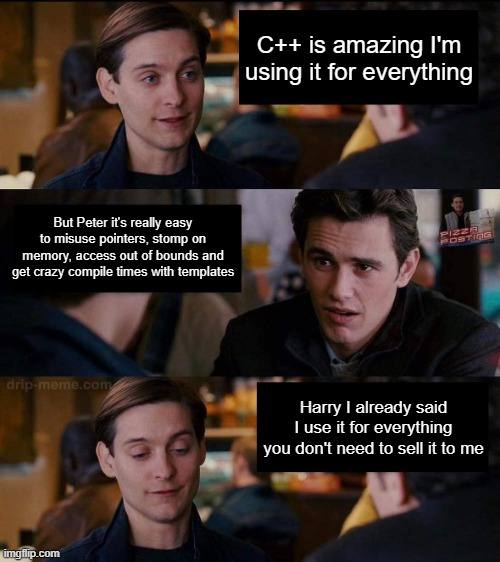 C++ is amazing I'm
using it for everything
But Peter it's really easy
to misuse pointers, stomp on
memory, access out of bounds and
get crazy compile times with templates
PIZZA
POSTING
drip-meme.com
Harry I already said
I use it for everything
you don't need to sell it to me
imgflip.com